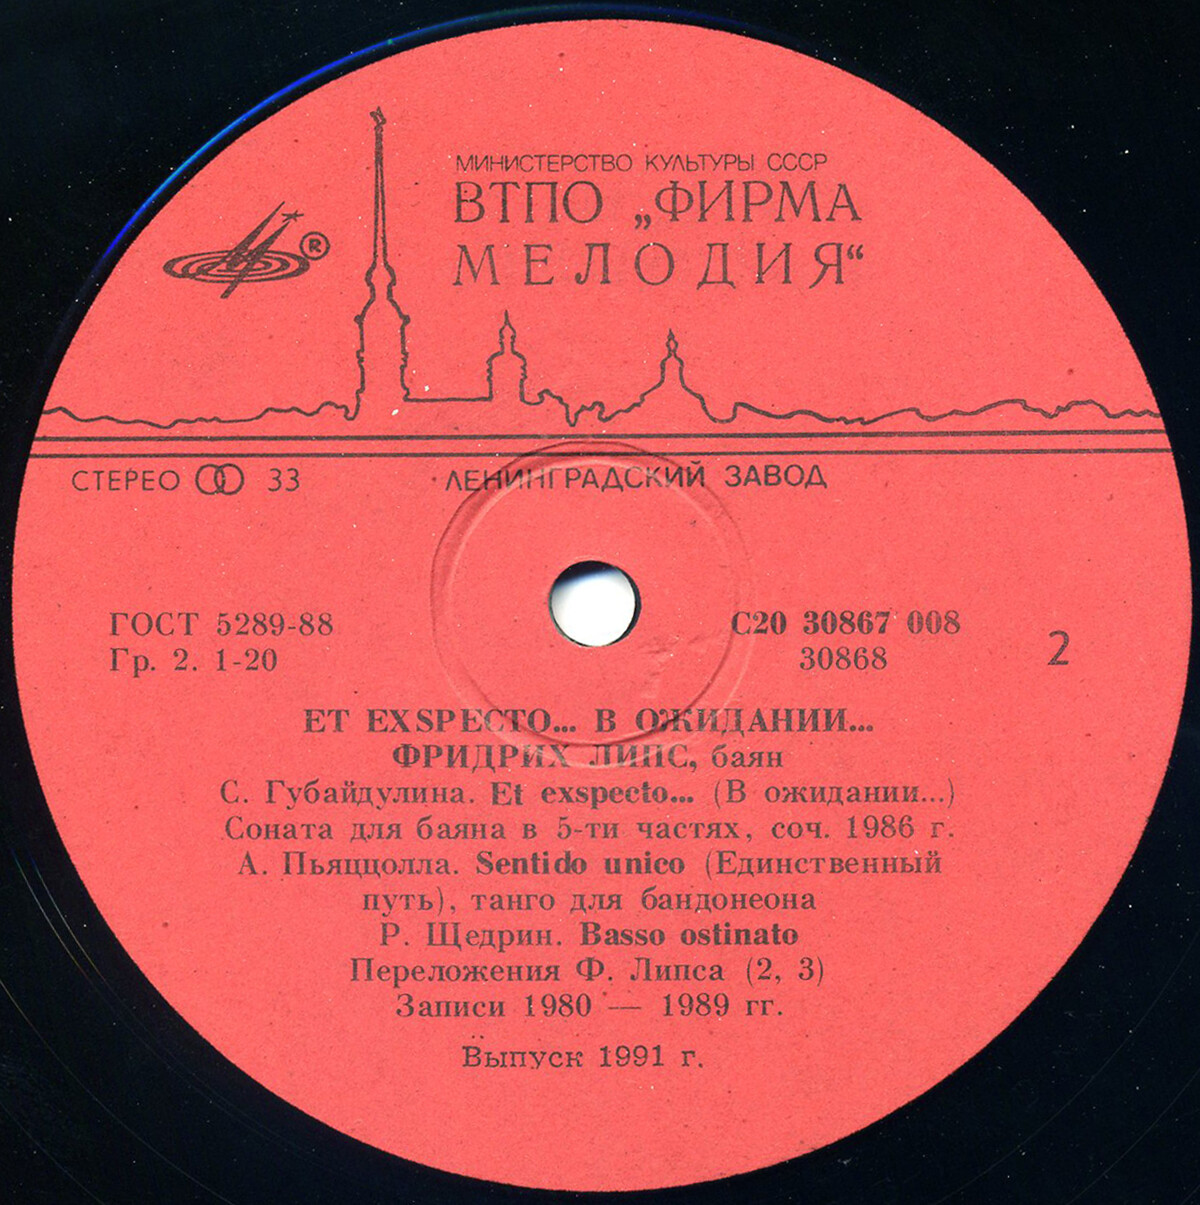 МИНИСТЕРСТВО КУЛЬТУРЫ СССР
ВТПО „ФИРМА
МЕЛОДИЯ“
®
СТЕРЕО 33
ЛЕНИНГРАДСКИЙ ЗАВОД
ГОСТ 5289-88
Гр. 2. 1-20
С20 30867 008
30868
2
ET EXSPECTO... В ОЖИДАНИИ...
ФРИДРИХ ЛИПС, баян
С. Губайдулина. Et exspecto... (В ожидании...)
Соната для баяна в 5-ти частях, соч. 1986 г.
А. Пьяццолла. Sentido unico (Единственный
путь), танго для бандонеона
Р. Щедрин. Basso ostinato
Переложения Ф. Липса (2, 3)
Записи 1980 — 1989 гг.
Выпуск 1991 г.